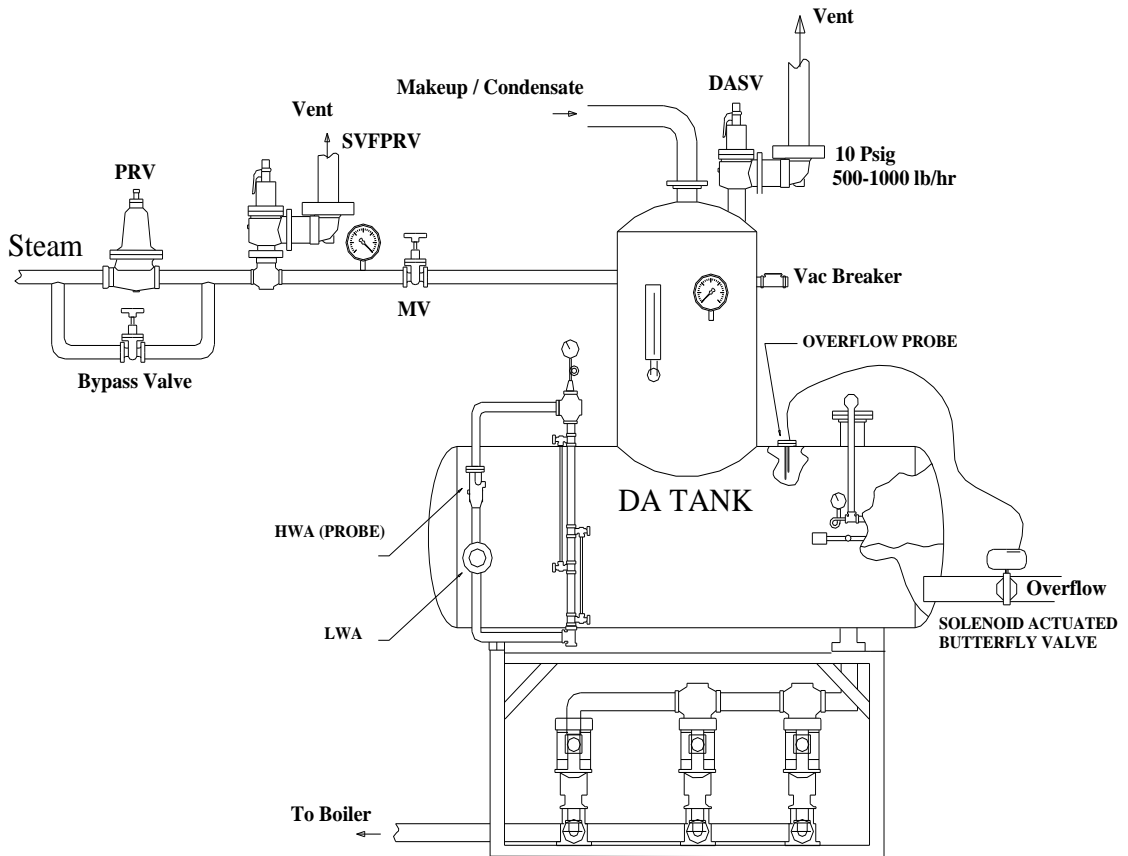 Vent
Makeup / Condensate
DASV
Vent
SVFPRV
10 Psig
500-1000 lb/hr
PRV
Steam
Vac Breaker
MV
OVERFLOW PROBE
Bypass Valve
DA TANK
HWA (PROBE)
Overflow
LWA
SOLENOID ACTUATED
BUTTERFLY VALVE
To Boiler